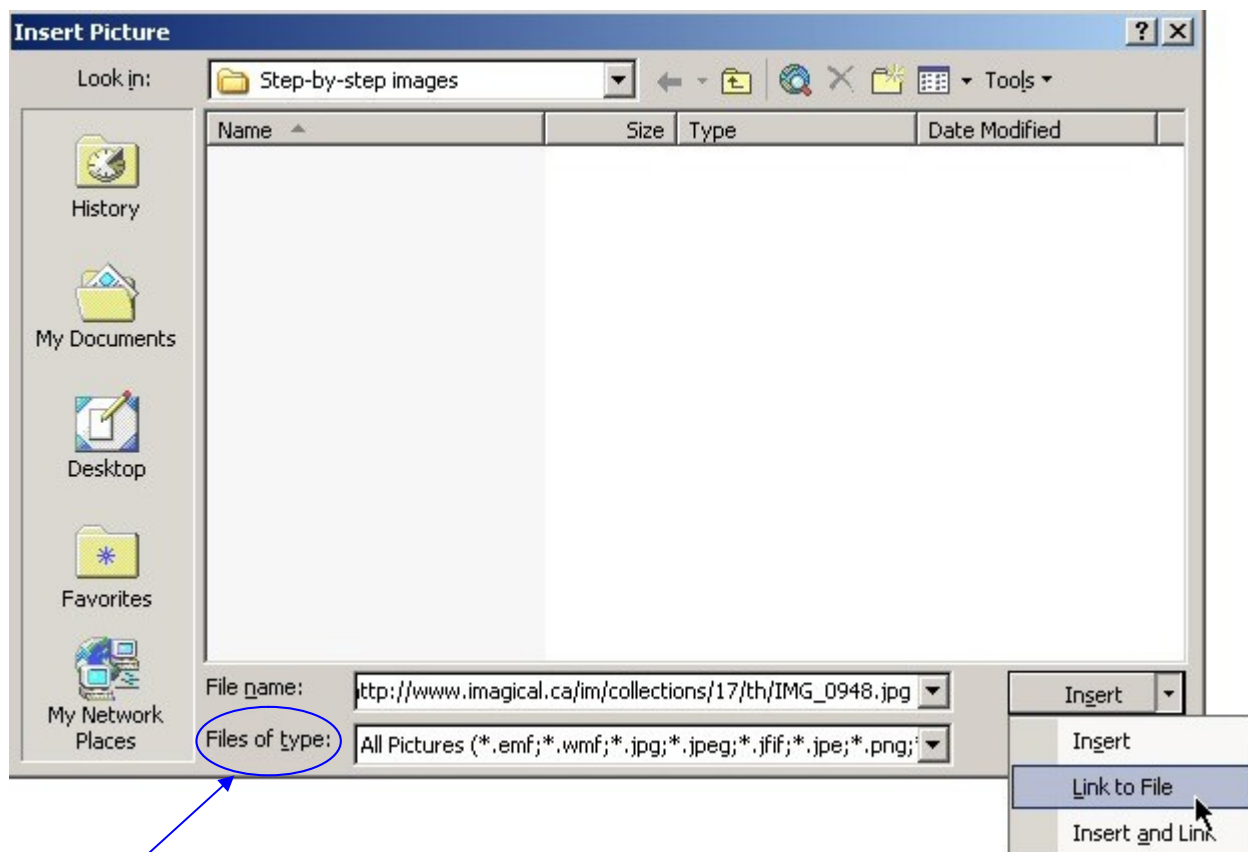 Insert Picture
Look in:
Step-by-step images
Tools
Name
Size
Type
Date Modified
History
My Documents
Desktop
Favorites
My Network
Places
File name:
ttp://www.imagical.ca/im/collections/17/th/IMG_0948.jpg
Insert
Files of type:
All Pictures (*.emf;*.wmf;*.jpg;*.jpeg;*.jfif;*.jpe;*.png;
Insert
Link to File
Insert and Link